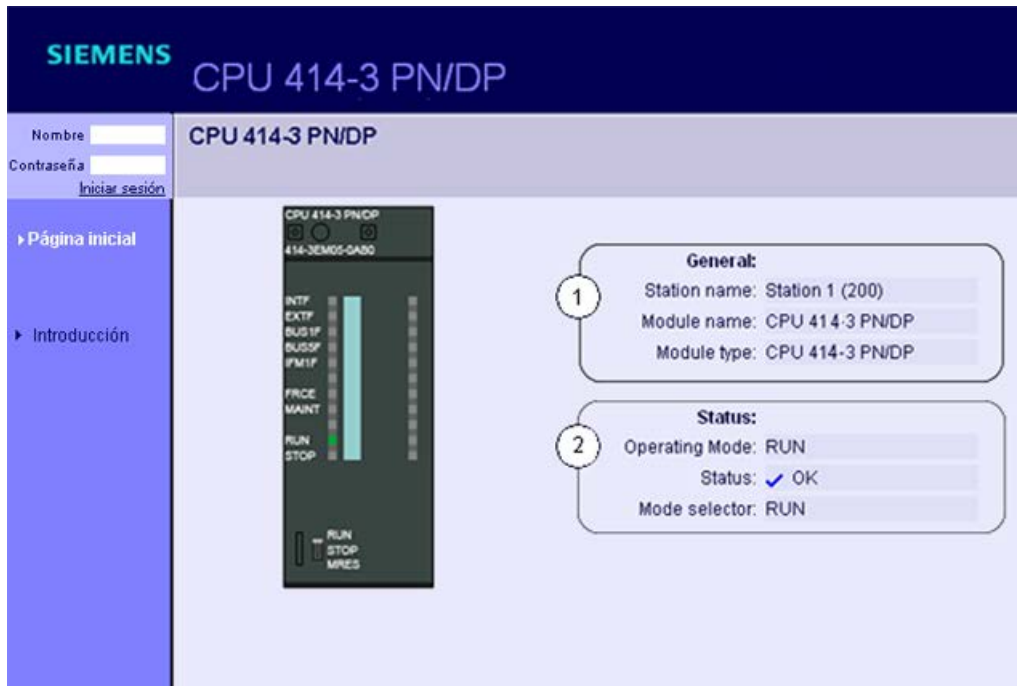 SIEMENS
CPU 414-3 PN/DP
Nombre
Contraseña
Iniciar sesión
CPU 414-3 PN/DP
Página inicial
Introducción
CPU 414-3 PN/DP
414-3EM05-0AB0
INTF
EXTF
BUS1F
BUS5F
IFM1F
FRCE
MAINT
RUN
STOP
RUN
STOP
MRES
1
General:
Station name: Station 1 (200)
Module name: CPU 414-3 PN/DP
Module type: CPU 414-3 PN/DP
2
Status:
Operating Mode: RUN
Status: ✓ OK
Mode selector: RUN